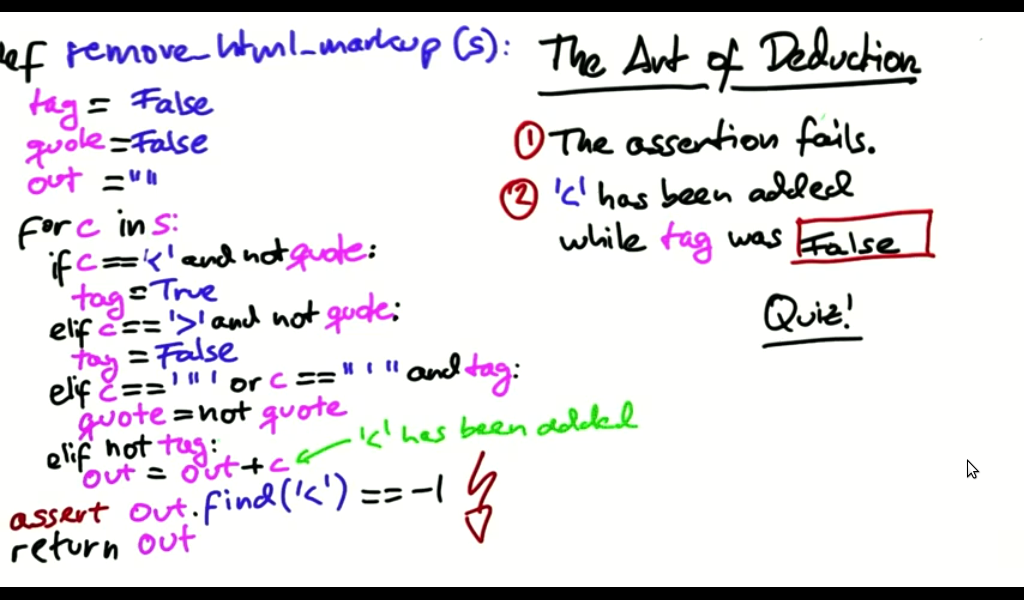 ef remove_html_markup (s):
tag = False
quote = False
out = ""
for c in s:
if c == '<' and not quote:
tag = True
elif c == '>' and not quote:
tag = False
elif c == '"' or c == "'" and tag:
quote = not quote
elif not tag:
out = out + c
'<' has been added
assert out.find('<') == -1
return out
The Art of Deduction
① The assertion fails.
② '<' has been added
while tag was False
Quiz!